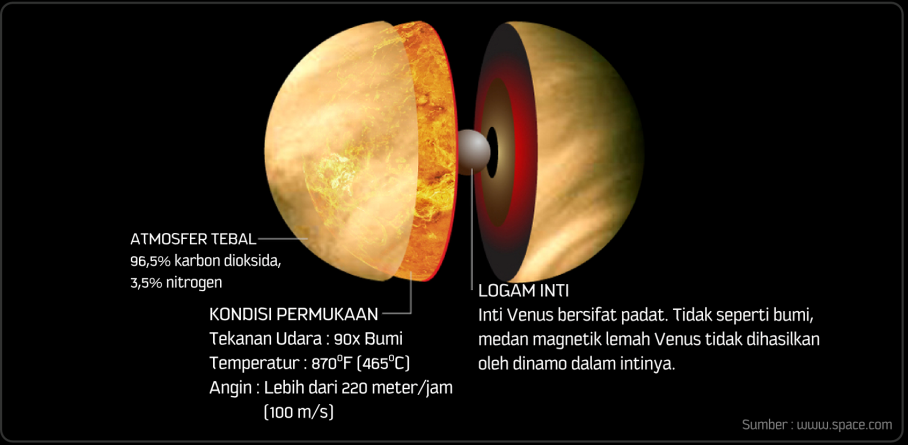 ATMOSFER TEBAL
96,5% karbon dioksida,
3,5% nitrogen
KONDISI PERMUKAAN
Tekanan Udara : 90x Bumi
Temperatur : 870⁰F (465⁰C)
Angin : Lebih dari 220 meter/jam
(100 m/s)
LOGAM INTI
Inti Venus bersifat padat. Tidak seperti bumi,
medan magnetik lemah Venus tidak dihasilkan
oleh dinamo dalam intinya.
Sumber : www.space.com